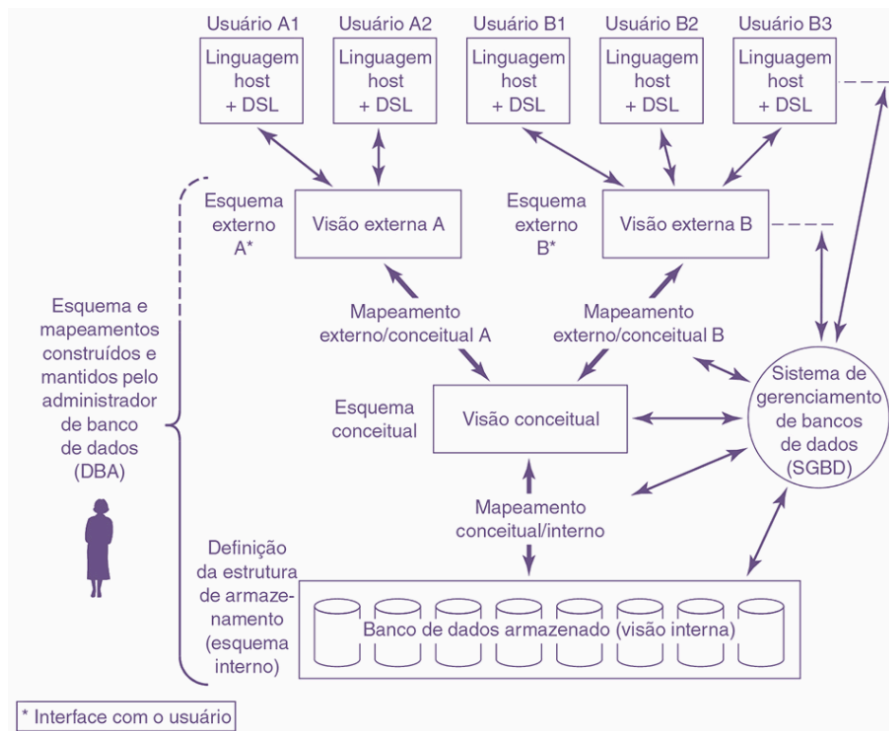 Usuário A1
Usuário A2
Usuário B1
Usuário B2
Usuário B3
Linguagem
host
+ DSL
Linguagem
host
+ DSL
Linguagem
host
+ DSL
Linguagem
host
+ DSL
Linguagem
host
+ DSL
Esquema
externo
A*
Visão externa A
Esquema
externo
B*
Visão externa B
Esquema e
mapeamentos
construídos e
mantidos pelo
administrador
de banco
de dados
(DBA)
Mapeamento
externo/conceitual A
Mapeamento
externo/conceitual B
Esquema
conceitual
Visão conceitual
Sistema de
gerenciamento
de bancos
de dados
(SGBD)
Mapeamento
conceitual/interno
Definição
da estrutura
de armaze-
namento
(esquema
interno)
Banco de dados armazenado (visão interna)
* Interface com o usuário